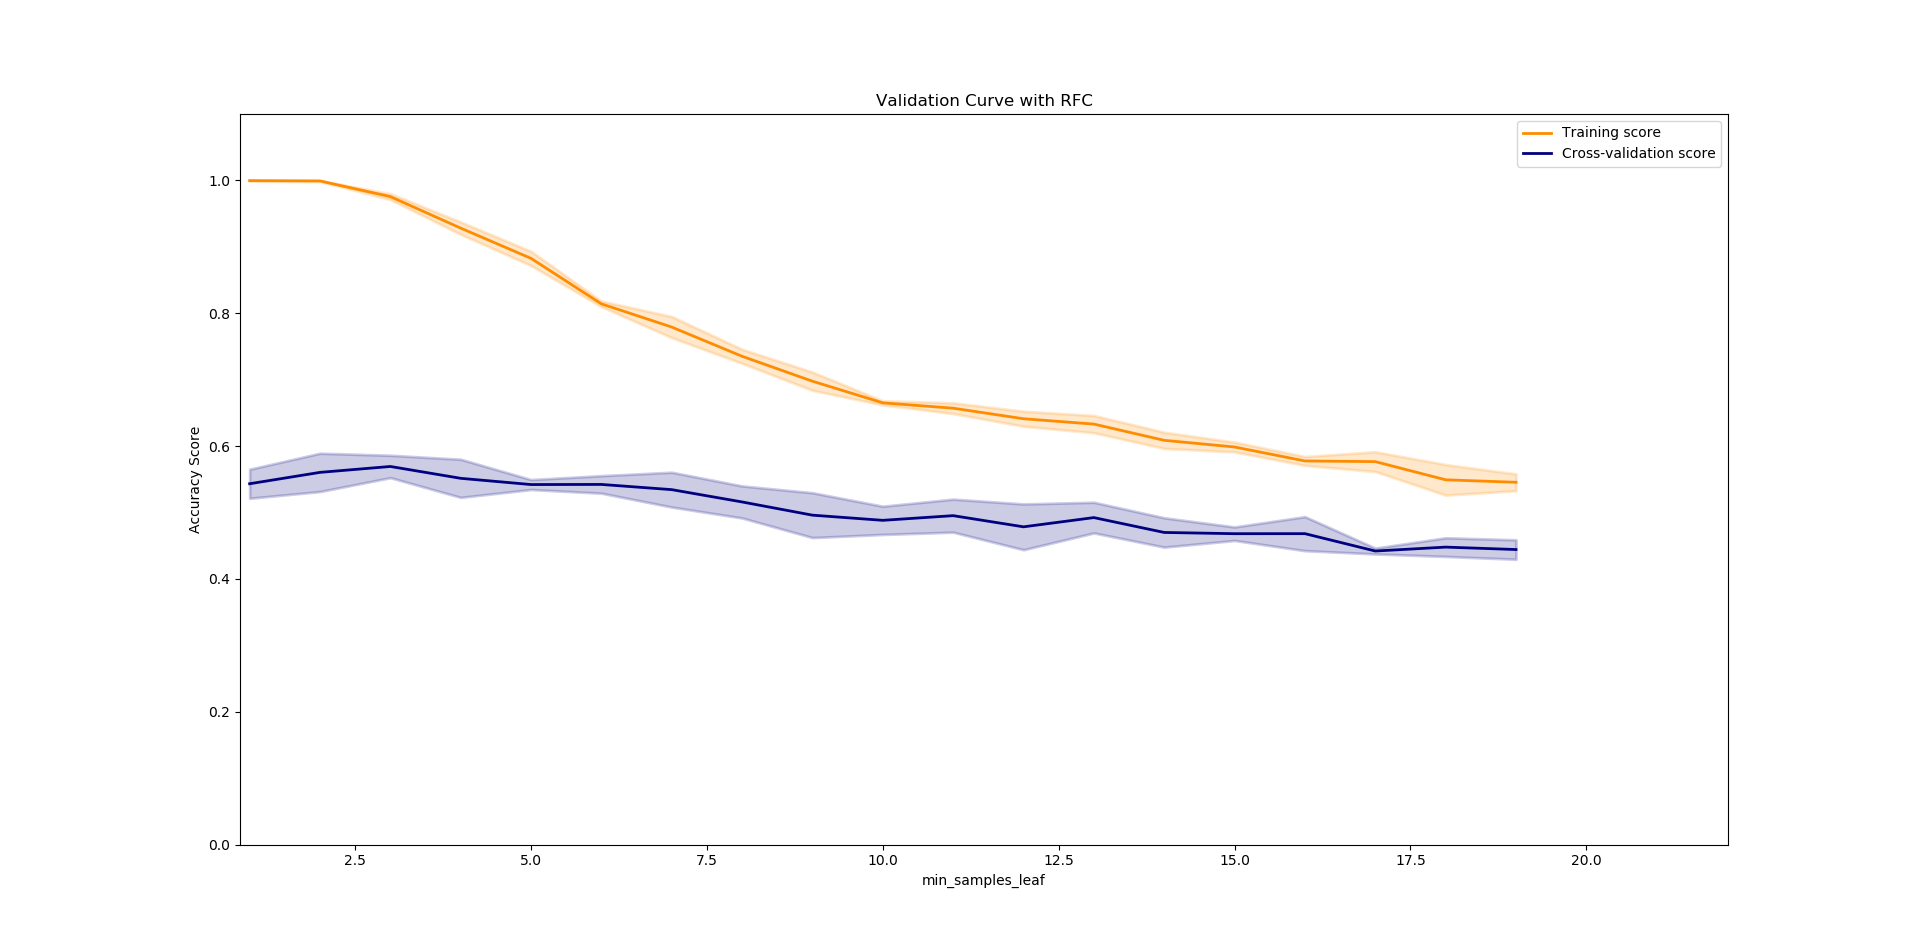 Validation Curve with RFC
Training score
Cross-validation score
1.0
0.8
0.6
0.4
0.2
0.0
Accuracy Score
2.5 5.0 7.5 10.0 12.5 15.0 17.5 20.0
min_samples_leaf